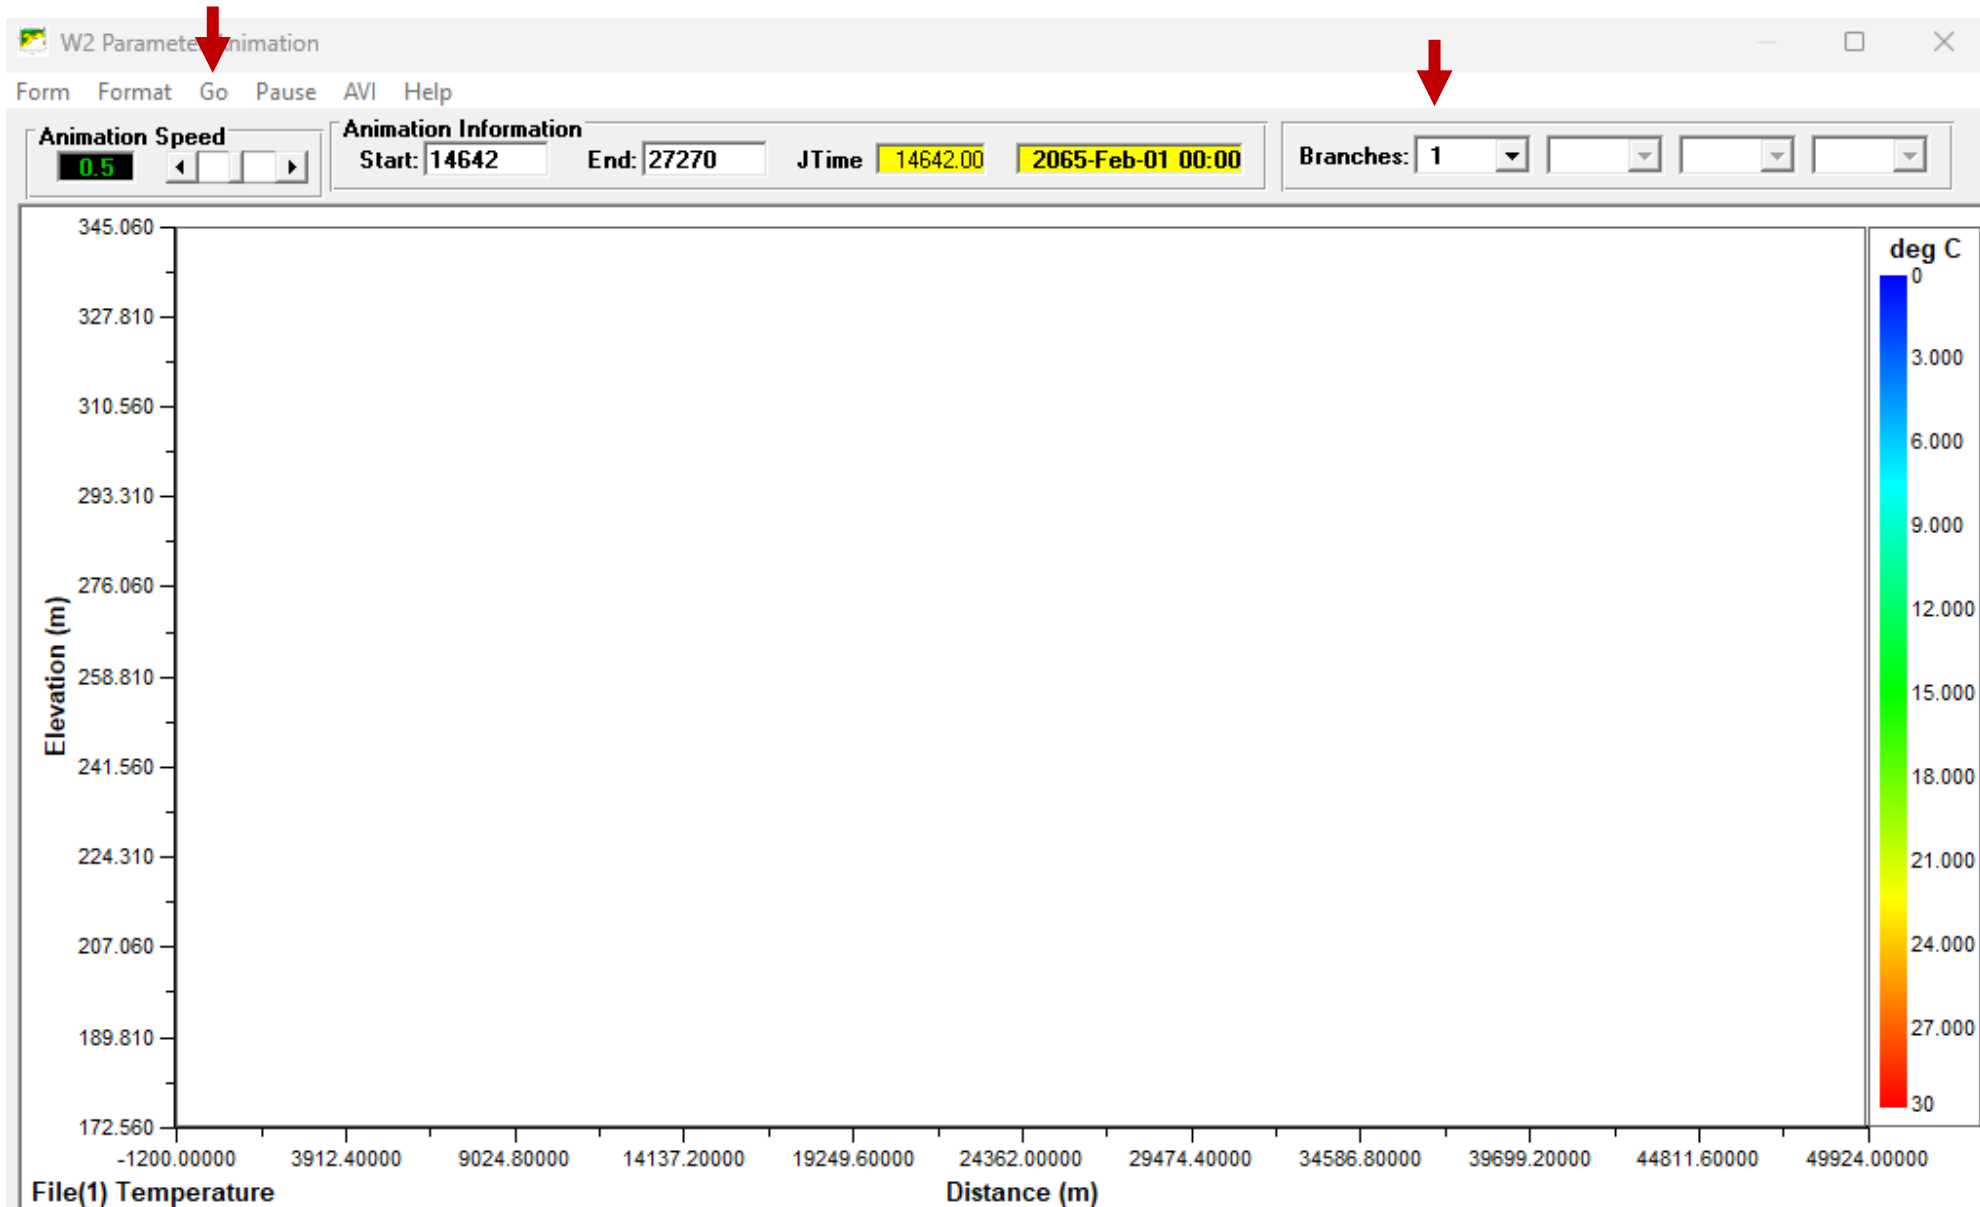 W2 Parameter Animation
Form Format Go Pause AVI Help
Animation Speed
0.5
Animation Information
Start: 14642 End: 27270 JTime 14642.00 2065-Feb-01 00:00
Branches: 1
345.060
327.810
310.560
293.310
276.060
258.810
241.560
224.310
207.060
189.810
172.560
Elevation (m)
deg C
0
3.000
6.000
9.000
12.000
15.000
18.000
21.000
24.000
27.000
30
-1200.00000 3912.40000 9024.80000 14137.20000 19249.60000 24362.00000 29474.40000 34586.80000 39699.20000 44811.60000 49924.00000
File(1) Temperature
Distance (m)